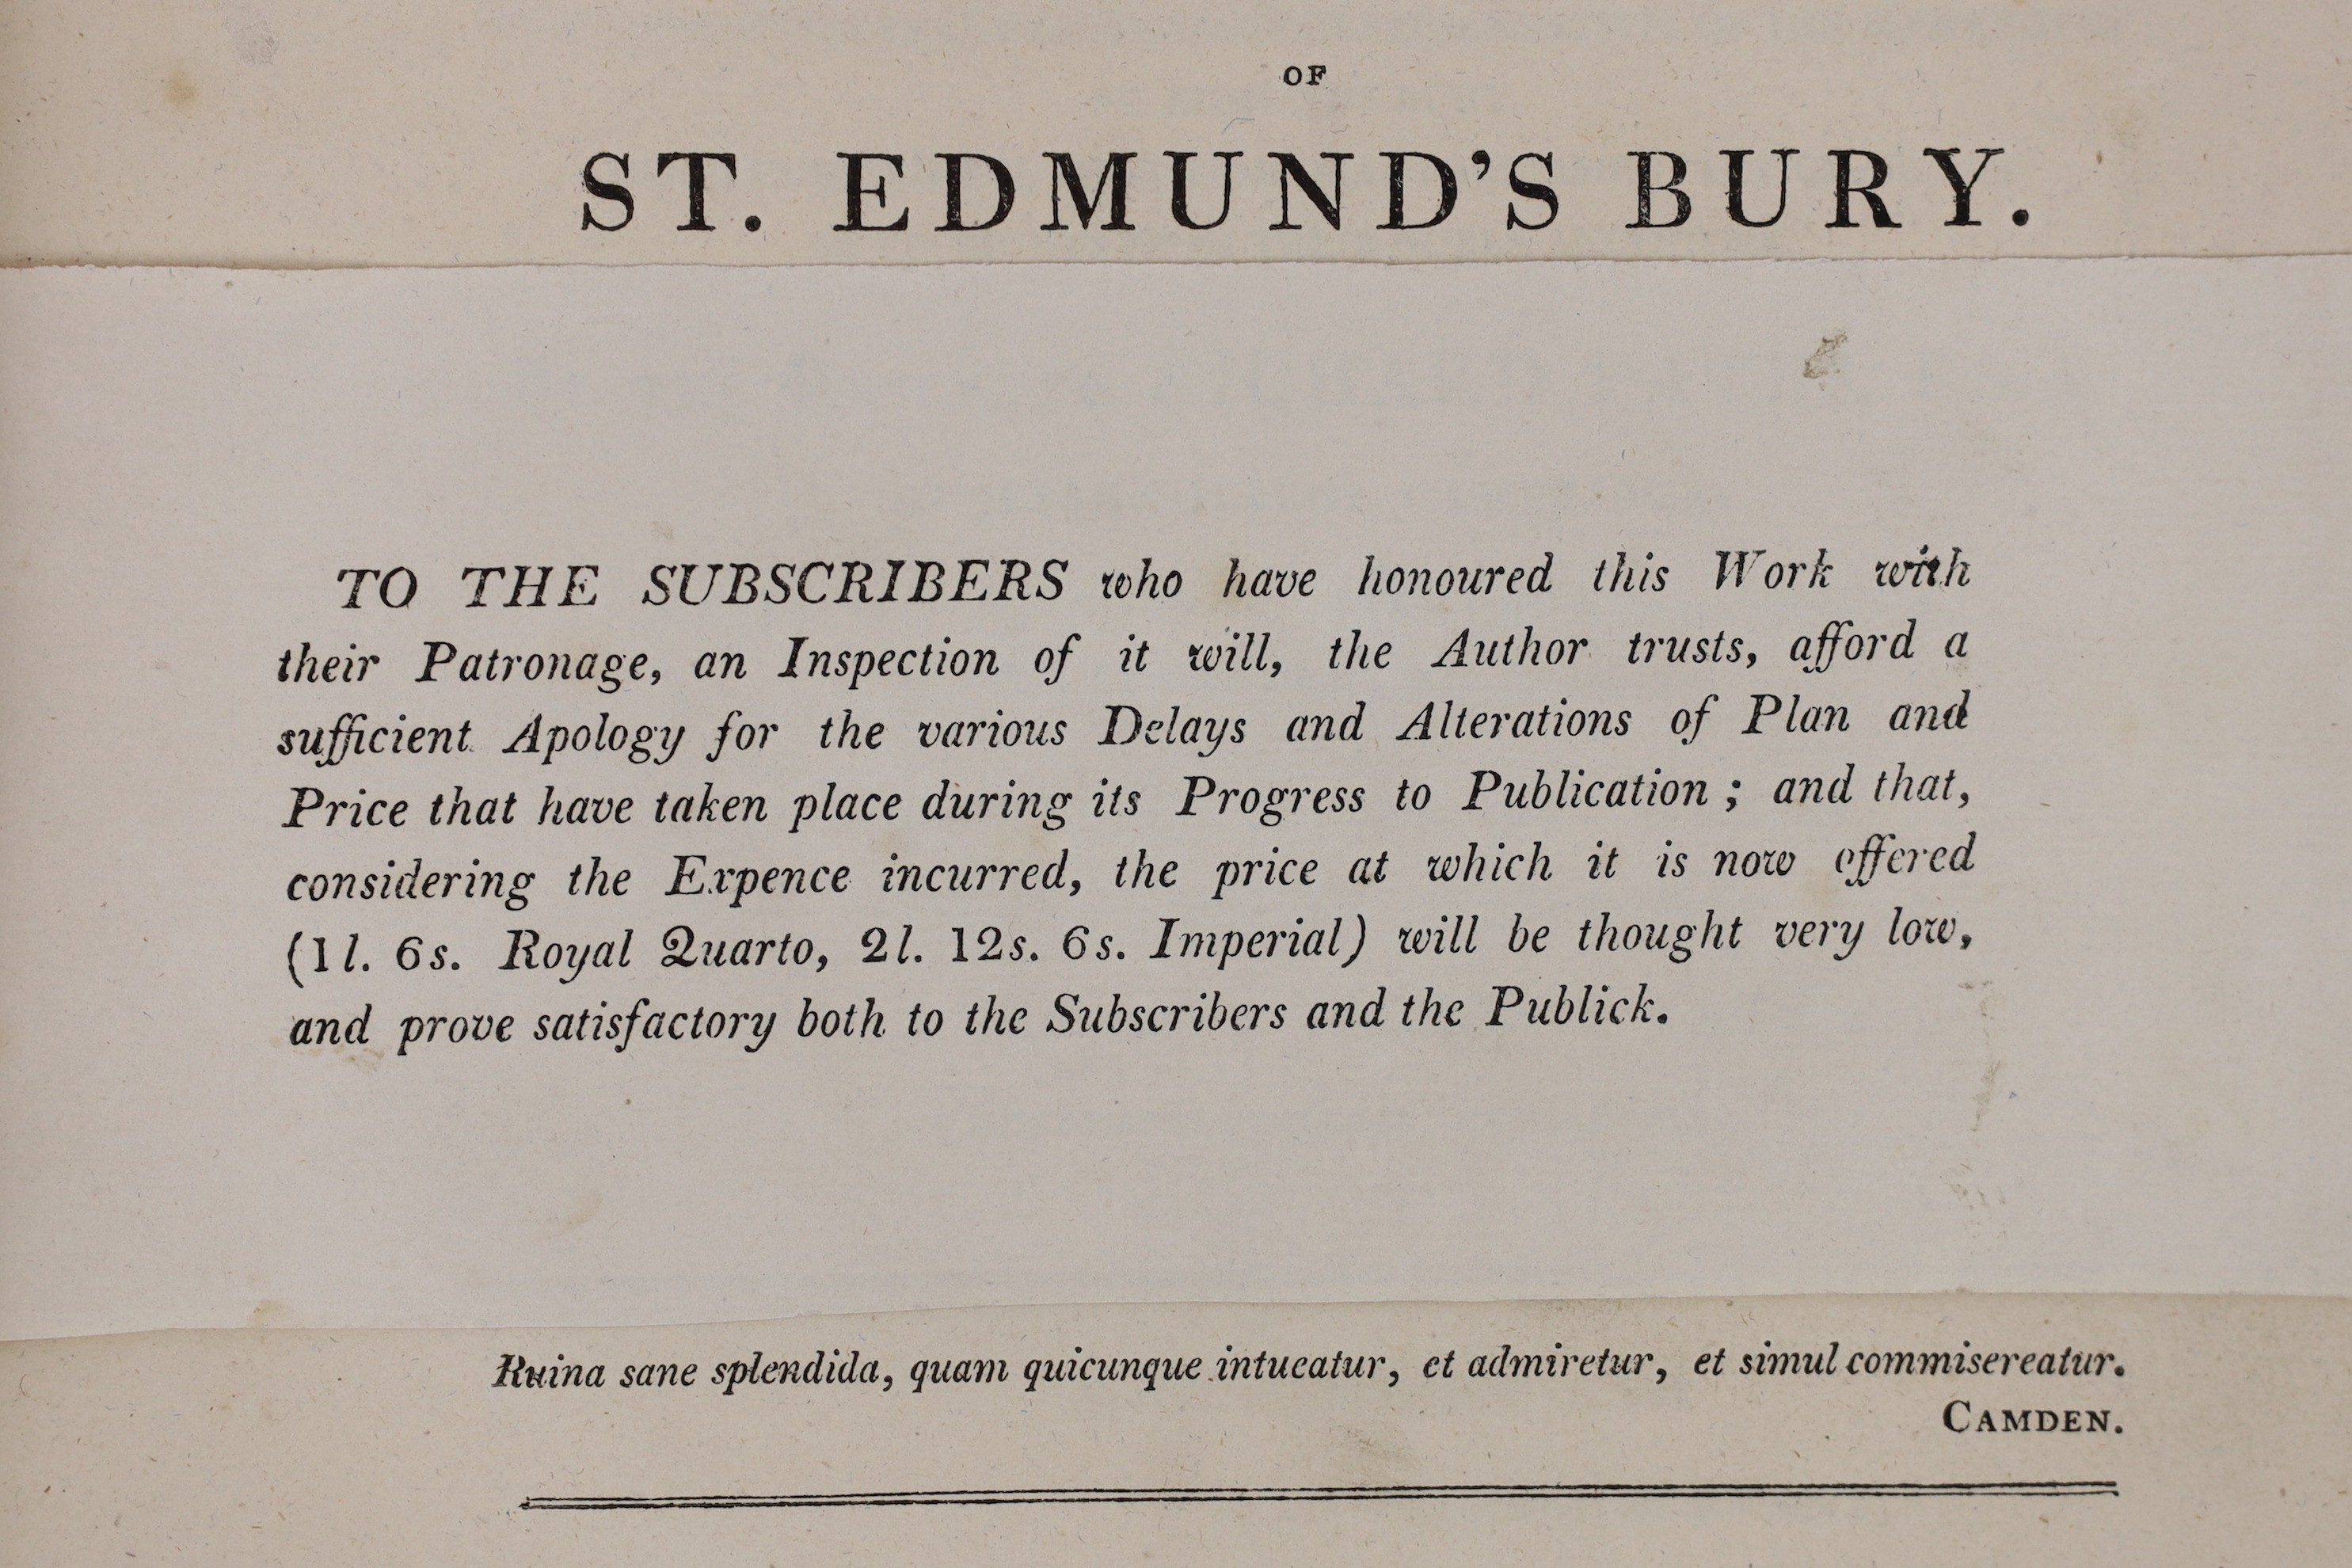 OF
ST. EDMUND'S BURY.
TO THE SUBSCRIBERS who have honoured this Work with
their Patronage, an Inspection of it will, the Author trusts, afford a
sufficient Apology for the various Delays and Alterations of Plan and
Price that have taken place during its Progress to Publication; and that,
considering the Expence incurred, the price at which it is now offered
(1l. 6s. Royal Quarto, 2l. 12s. 6s. Imperial) will be thought very low,
and prove satisfactory both to the Subscribers and the Publick.
Ruina sane splendida, quam quicunque intueatur, et admiretur, et simul commisereatur.
CAMDEN.